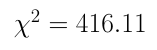 χ² = 416.11